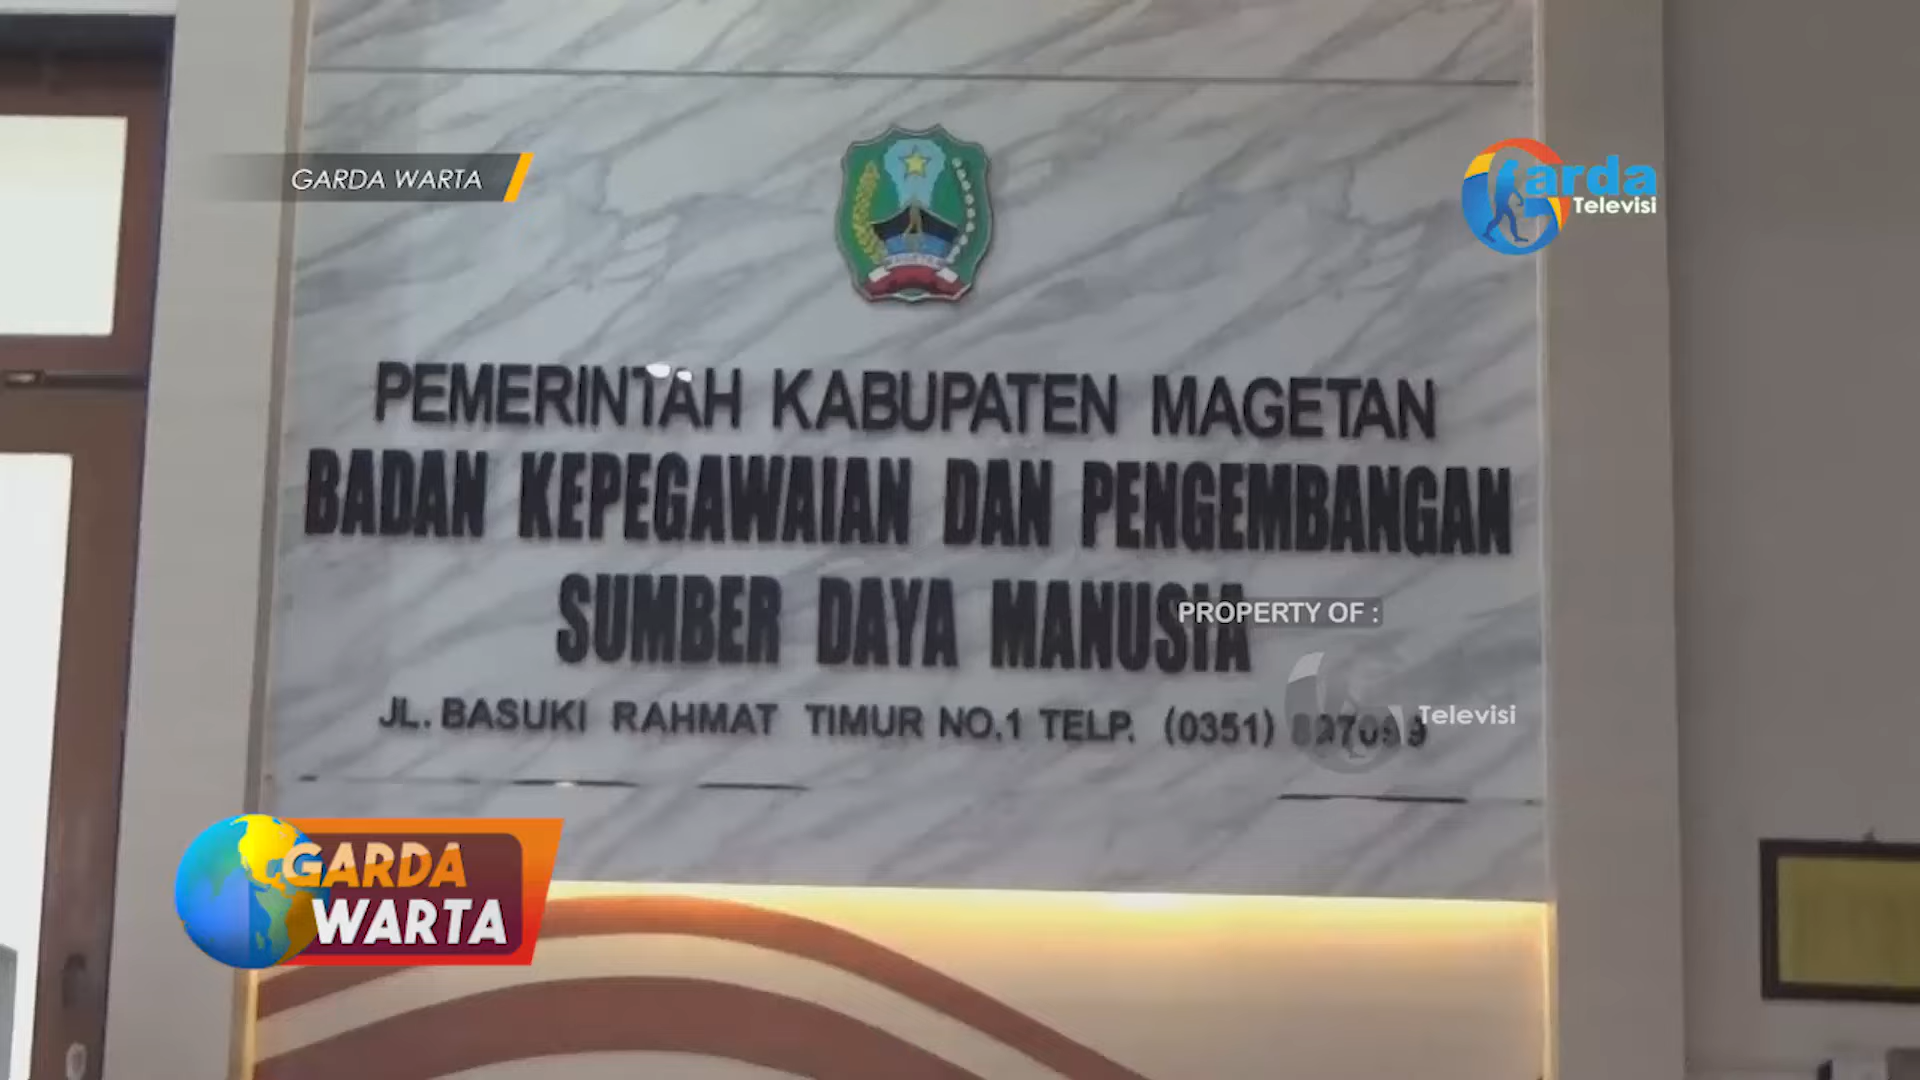 GARDA WARTA
Garda
Televisi
PEMERINTAH KABUPATEN MAGETAN
BADAN KEPEGAWAIAN DAN PENGEMBANGAN
SUMBER DAYA MANUSIA
PROPERTY OF :
JL. BASUKI RAHMAT TIMUR NO.1 TELP. (0351)
Televisi
GARDA
WARTA